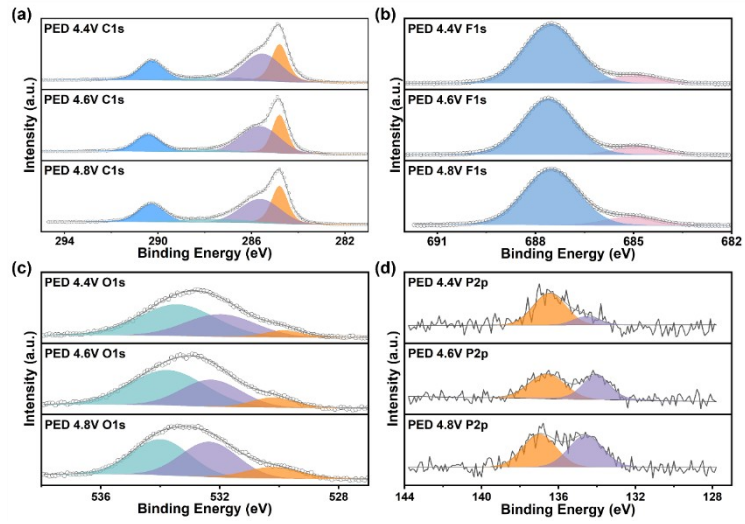 (a)
PED 4.4V C1s
PED 4.6V C1s
PED 4.8V C1s
Intensity (a.u.)
294 290 286 282
Binding Energy (eV)
(b)
PED 4.4V F1s
PED 4.6V F1s
PED 4.8V F1s
Intensity (a.u.)
691 688 685 682
Binding Energy (eV)
(c)
PED 4.4V O1s
PED 4.6V O1s
PED 4.8V O1s
Intensity (a.u.)
536 532 528
Binding Energy (eV)
(d)
PED 4.4V P2p
PED 4.6V P2p
PED 4.8V P2p
Intensity (a.u.)
144 140 136 132 128
Binding Energy (eV)